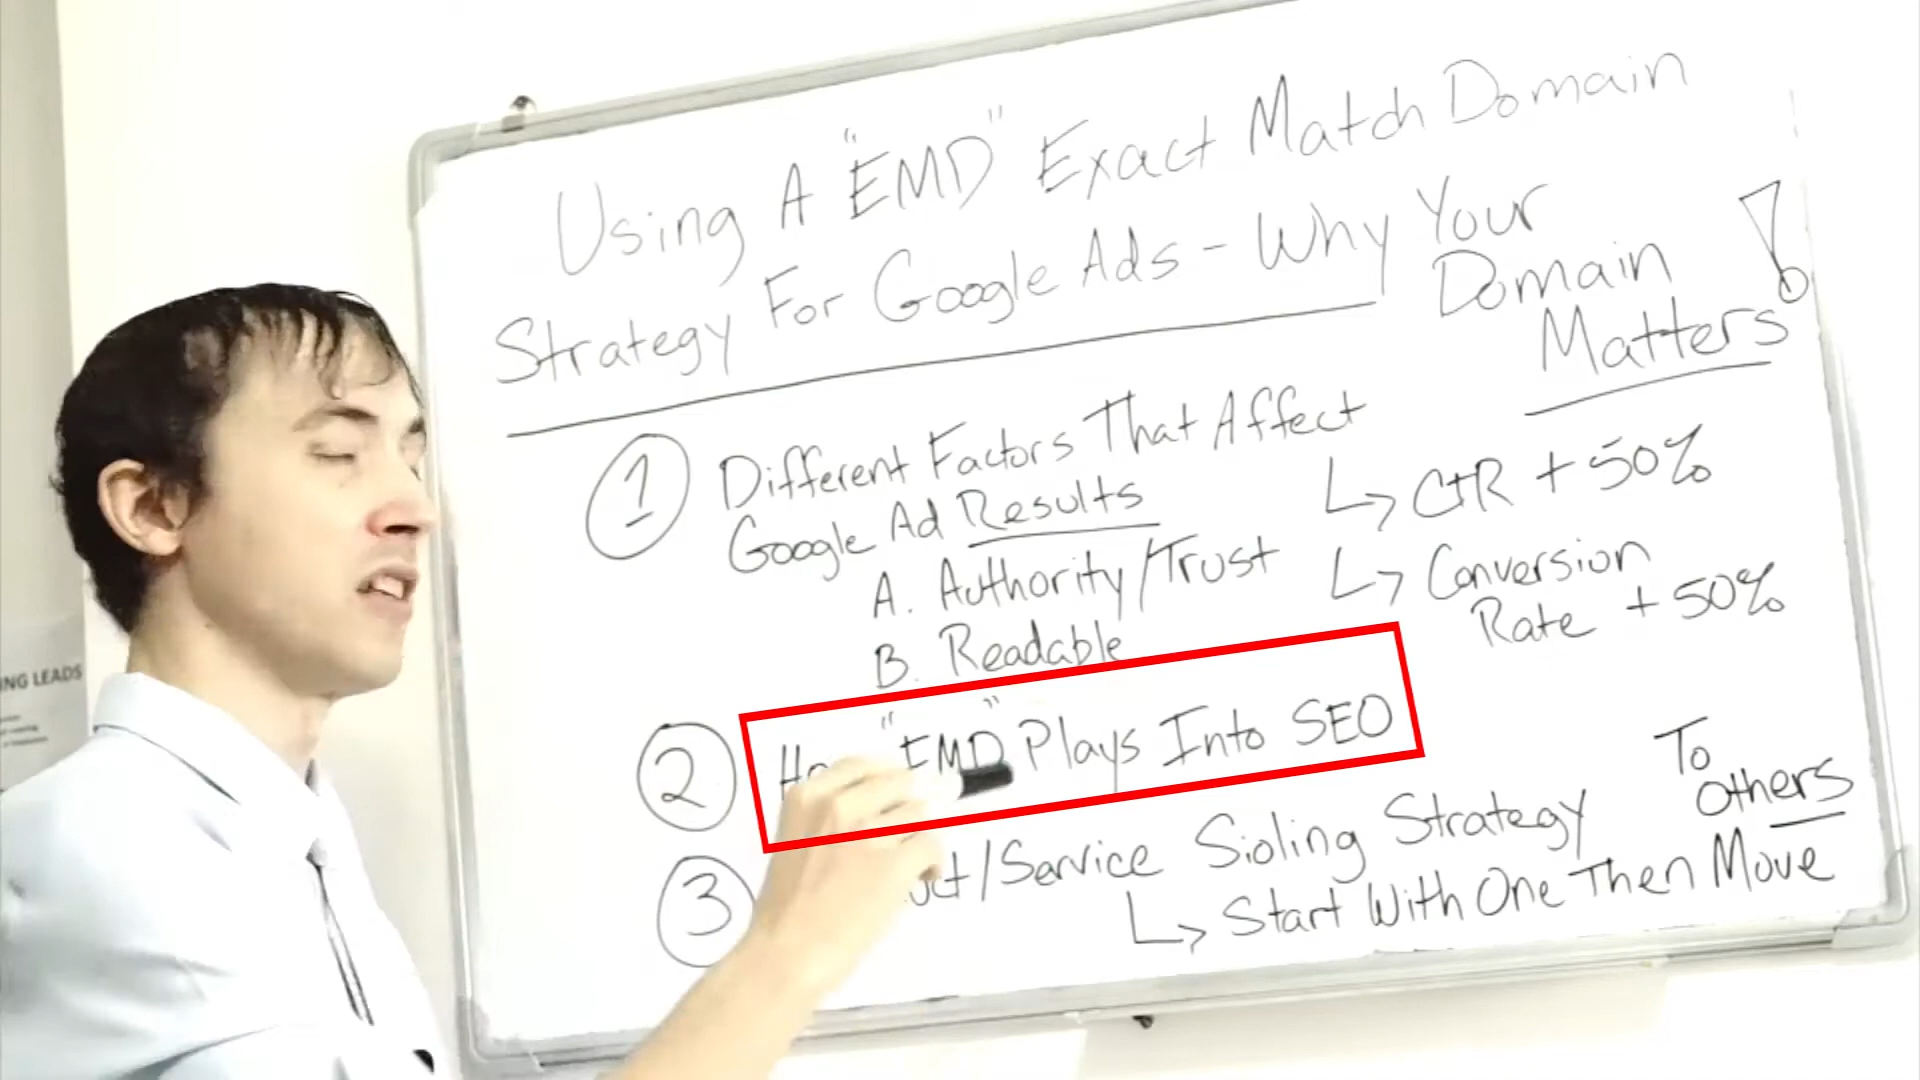 Using A "EMD" Exact Match Domain
Strategy For Google Ads - Why Your
Domain
Matters!
1 Different Factors That Affect
Google Ad Results
↳ CTR + 50%
A. Authority/Trust
↳ Conversion
Rate + 50%
B. Readable
2 "EMD" Plays Into SEO
3 /Service Sioling Strategy
↳ Start With One Then Move
To
Others
NG LEADS